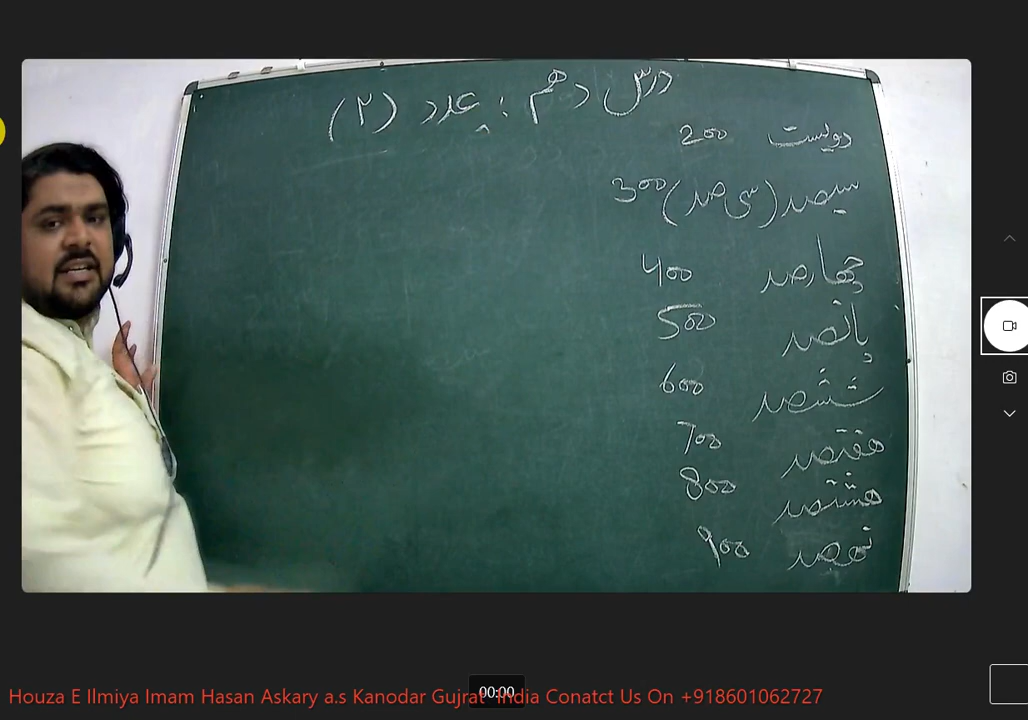 درس دهم : عدد (۲)
دویست 200
سیصد (سی صد) 300
چهارصد 400
پانصد 500
ششصد 600
هفتصد 700
هشتصد 800
نهصد 900
00:00
Houza E Ilmiya Imam Hasan Askary a.s Kanodar Gujrat India Conatct Us On +918601062727